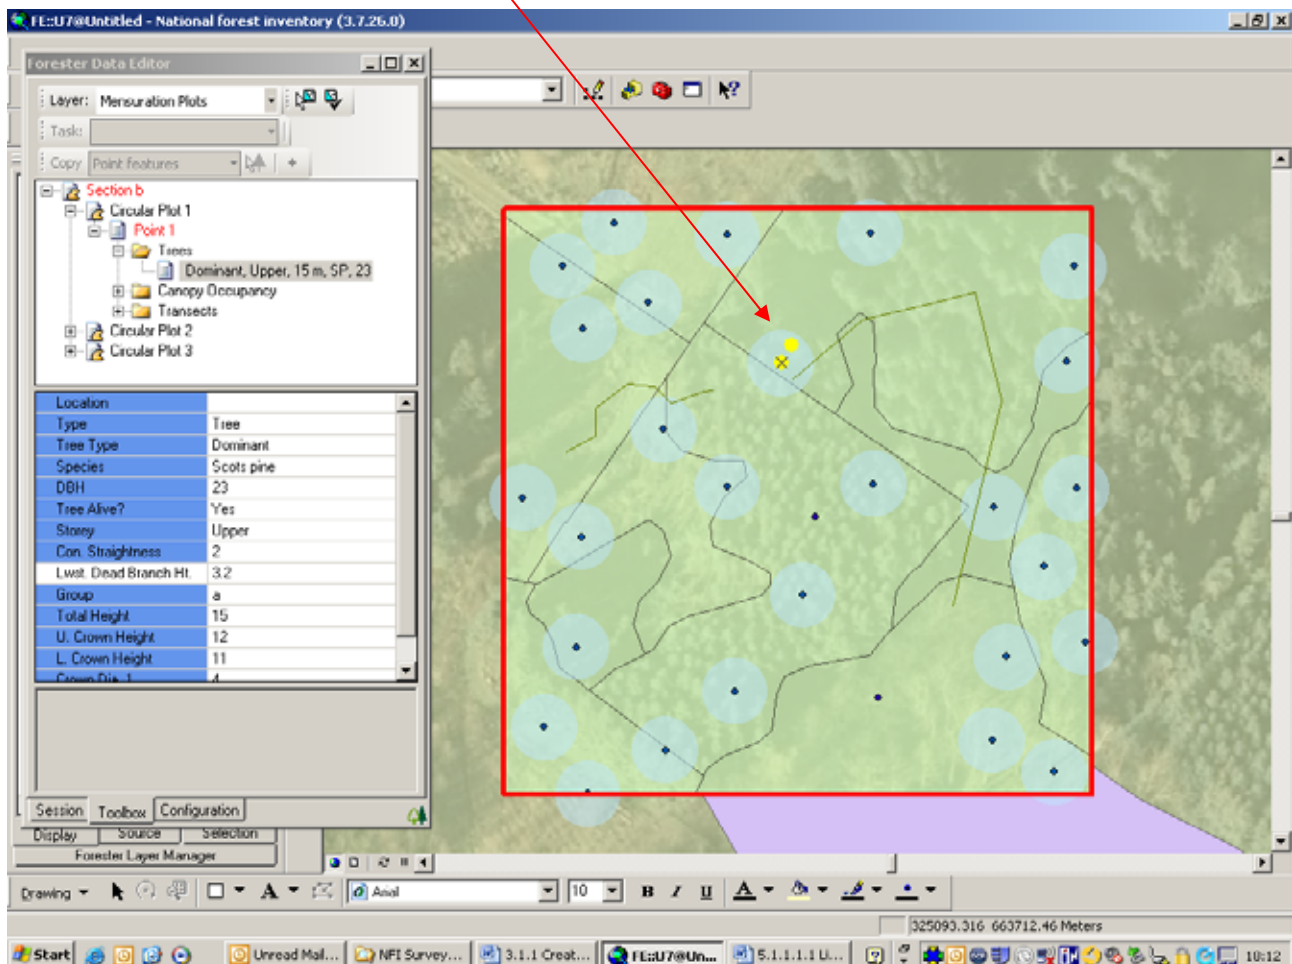 FE::U7@Untitled - National forest inventory (3.7.26.0)
Forester Data Editor
Layer: Mensuration Plots
Task:
Copy Point features
Section b
Circular Plot 1
Point 1
Trees
Dominant, Upper, 15 m, SP, 23
Canopy Occupancy
Transects
Circular Plot 2
Circular Plot 3
Location
Type Tree
Tree Type Dominant
Species Scots pine
DBH 23
Tree Alive? Yes
Storey Upper
Con. Straightness 2
Lwst. Dead Branch Ht. 3.2
Group a
Total Height 15
U. Crown Height 12
L. Crown Height 11
Crown Dia. 1 4
Session Toolbox Configuration
Display Source Selection
Forester Layer Manager
Drawing A Arial 10 B I U A
325093.316 663712.46 Meters
Start Unread Mail... NFI Survey... 3.1.1 Creat... FE::U7@Un... 5.1.1.1.1 U... 10:12